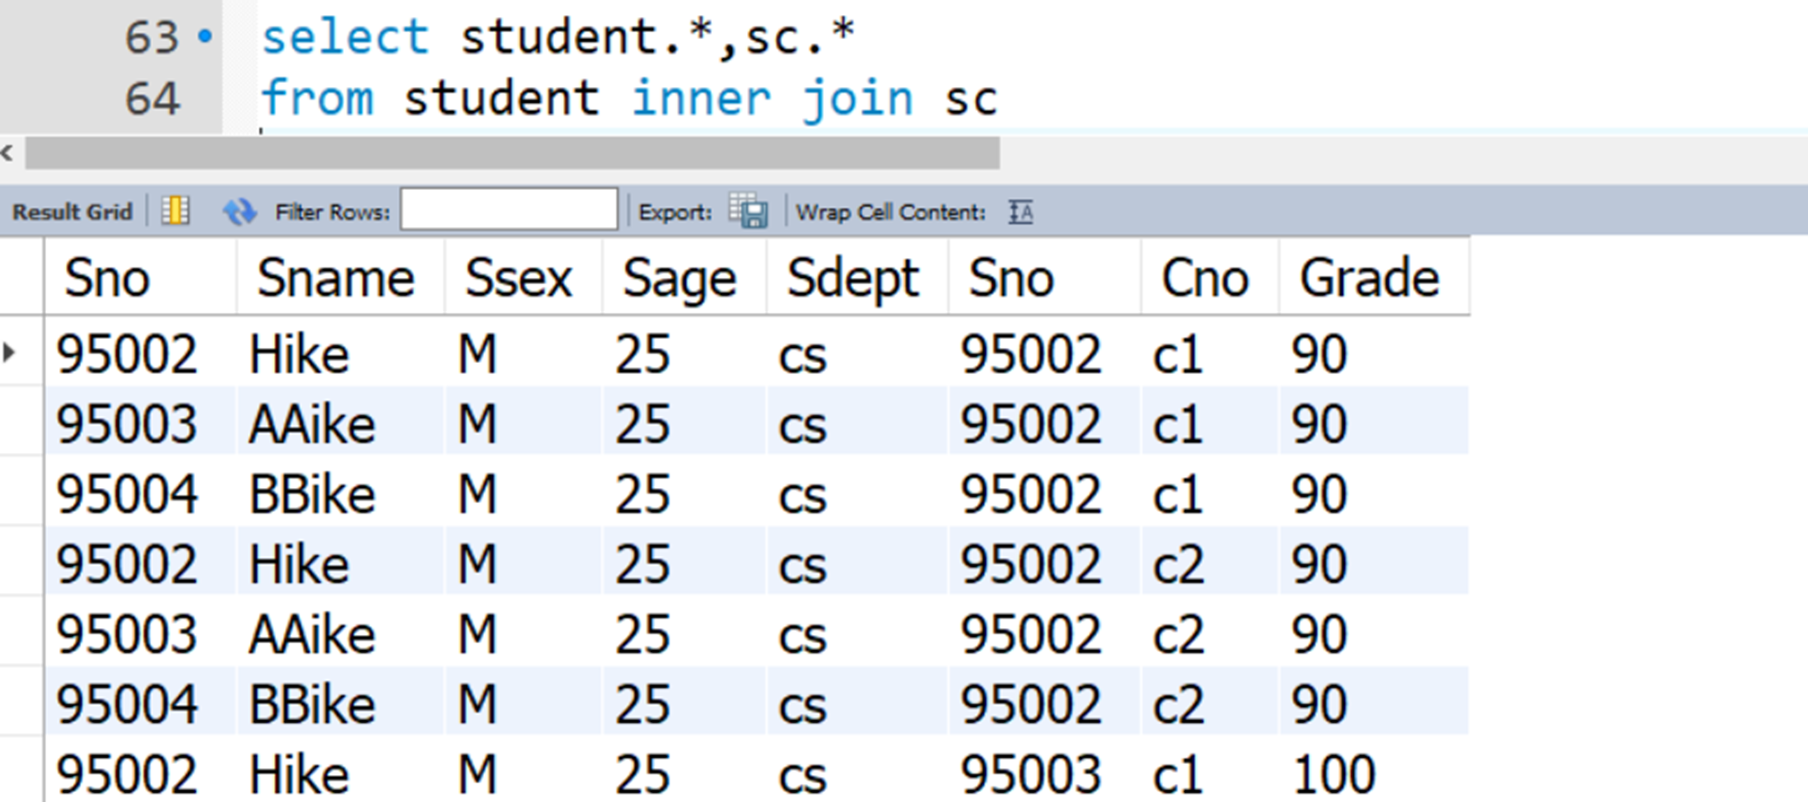 63 select student.*,sc.*
64 from student inner join sc
Result Grid Filter Rows: Export: Wrap Cell Content: IA
Sno Sname Ssex Sage Sdept Sno Cno Grade
95002 Hike M 25 cs 95002 c1 90
95003 AAike M 25 cs 95002 c1 90
95004 BBike M 25 cs 95002 c1 90
95002 Hike M 25 cs 95002 c2 90
95003 AAike M 25 cs 95002 c2 90
95004 BBike M 25 cs 95002 c2 90
95002 Hike M 25 cs 95003 c1 100